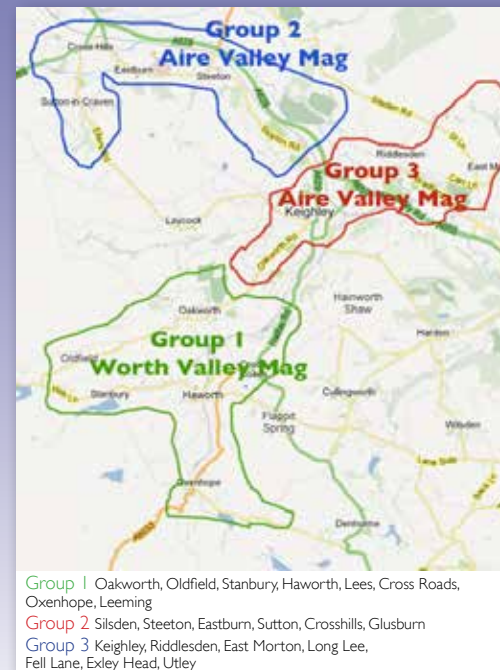 Group 2
Aire Valley Mag
Cross Hills
Eastburn
Steeton
Sutton-in-Craven
Riddlesden
East M
Group 3
Aire Valley Mag
Keighley
Laycock
Oakworth
Hainworth
Shaw
Group 1
Worth Valley Mag
Oldfield
Stanbury
Haworth
Harden
Cullingworth
Flappit
Spring
Wilsden
Oxenhope
Denholme
Group 1 Oakworth, Oldfield, Stanbury, Haworth, Lees, Cross Roads,
Oxenhope, Leeming
Group 2 Silsden, Steeton, Eastburn, Sutton, Crosshills, Glusburn
Group 3 Keighley, Riddlesden, East Morton, Long Lee,
Fell Lane, Exley Head, Utley